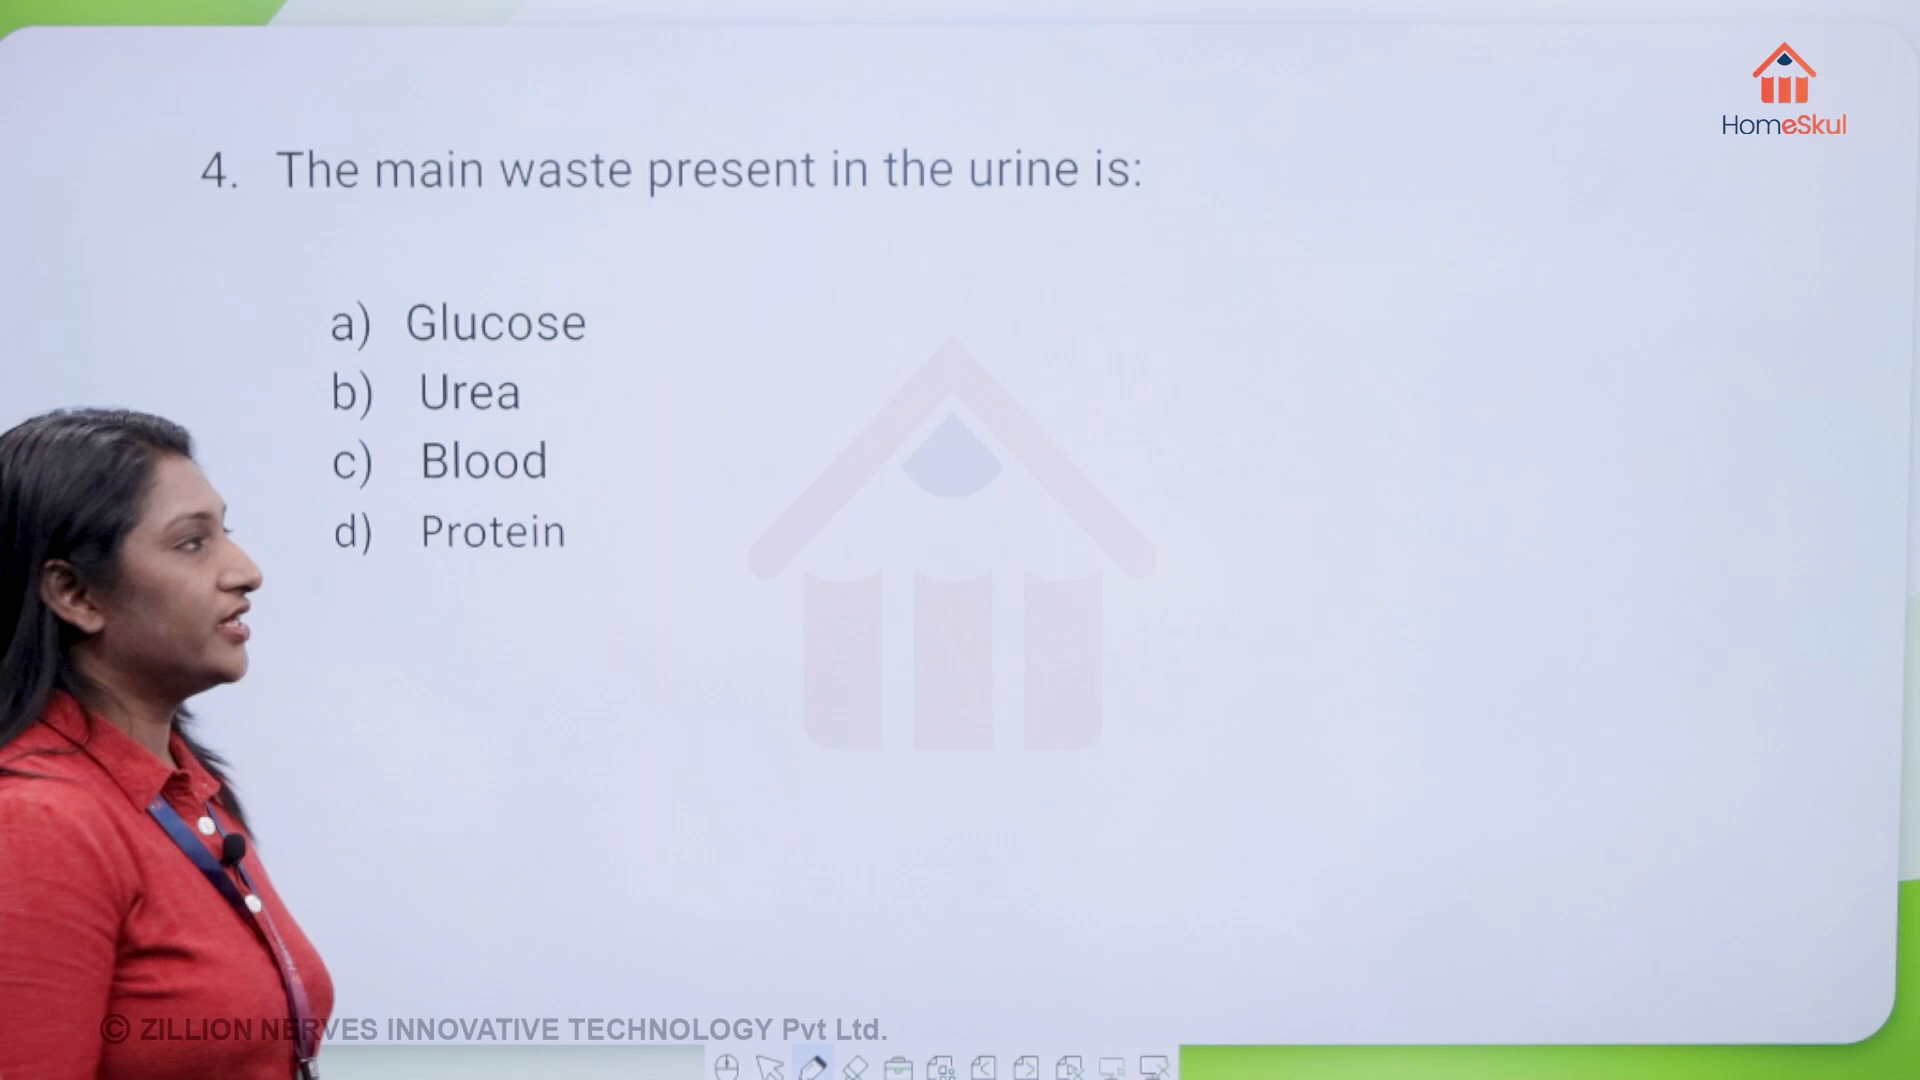 HomeSkul
4. The main waste present in the urine is:
a) Glucose
b) Urea
c) Blood
d) Protein
© ZILLION NERVES INNOVATIVE TECHNOLOGY Pvt Ltd.